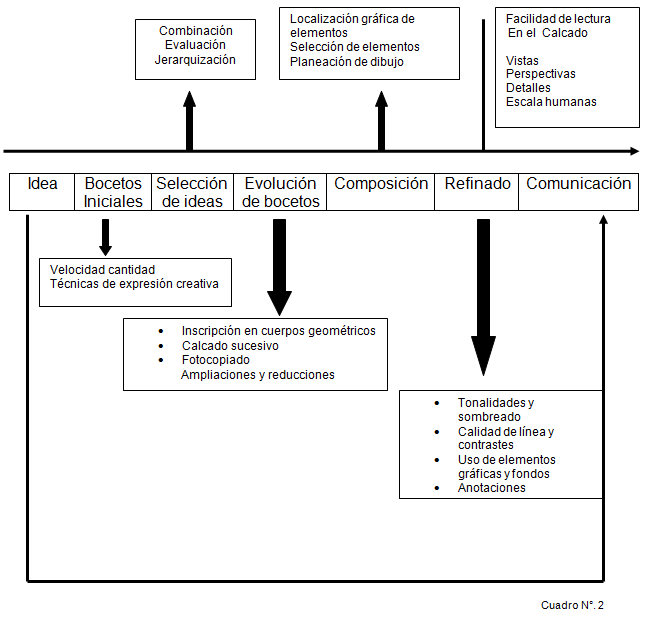 Combinación
Evaluación
Jerarquización
Localización gráfica de
elementos
Selección de elementos
Planeación de dibujo
Facilidad de lectura
En el Calcado
Vistas
Perspectivas
Detalles
Escala humanas
Idea
Bocetos
Iniciales
Selección
de ideas
Evolución
de bocetos
Composición
Refinado
Comunicación
Velocidad cantidad
Técnicas de expresión creativa
• Inscripción en cuerpos geométricos
• Calcado sucesivo
• Fotocopiado
Ampliaciones y reducciones
• Tonalidades y
sombreado
• Calidad de línea y
contrastes
• Uso de elementos
gráficas y fondos
• Anotaciones
Cuadro N°. 2